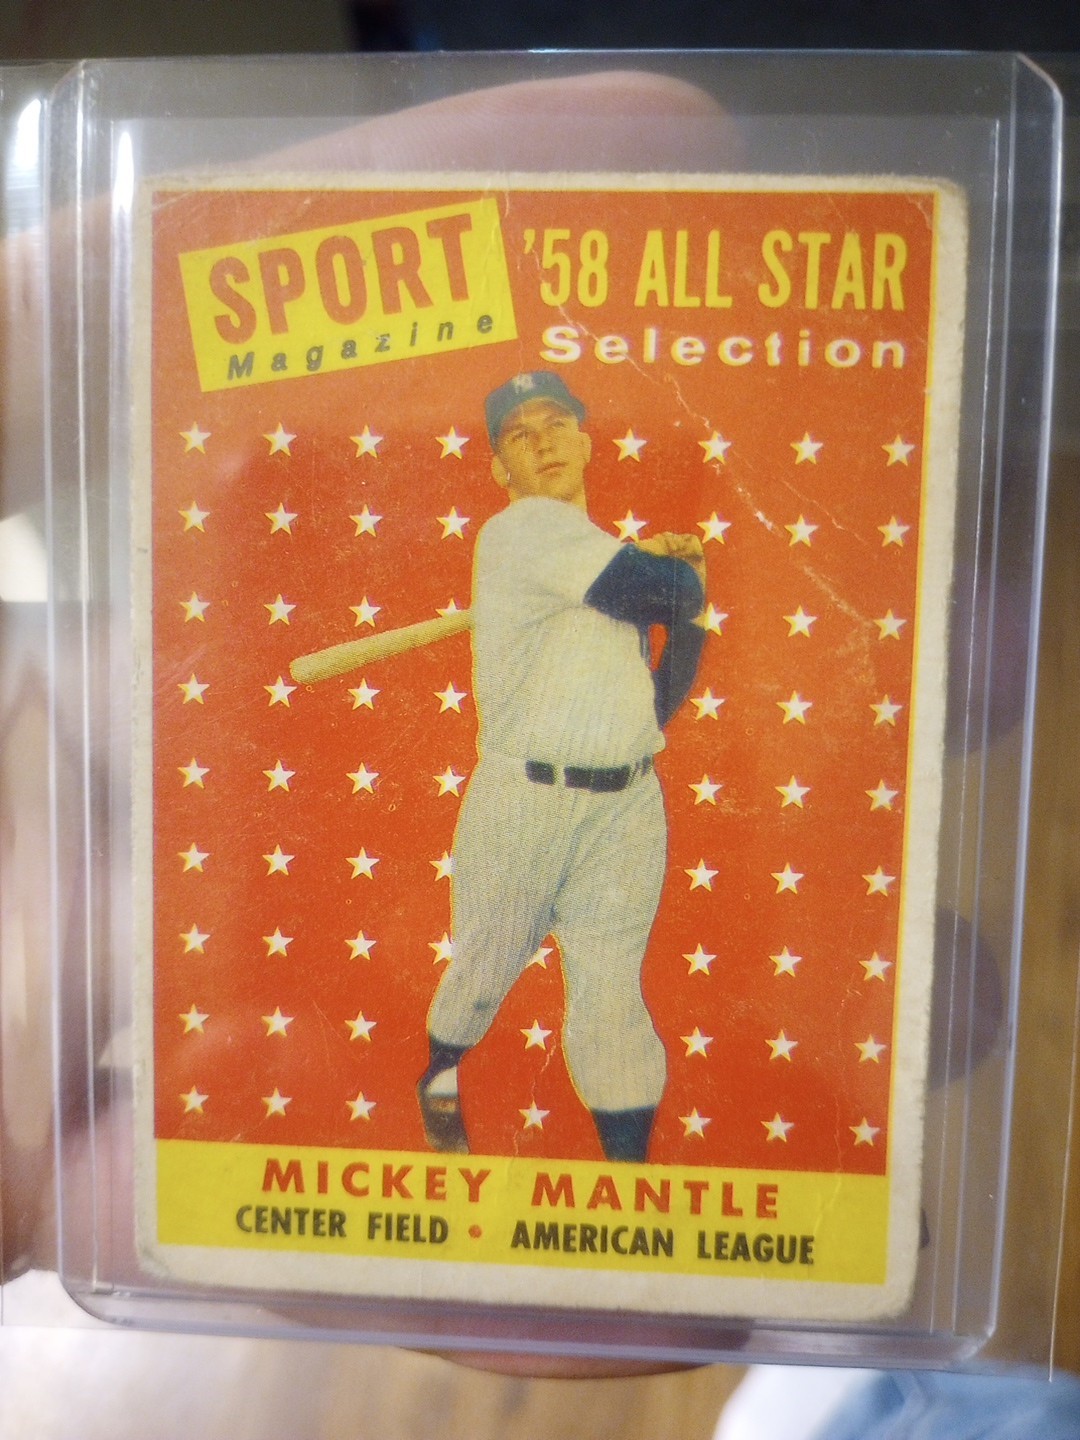 SPORT
Magazine
'58 ALL STAR
Selection
MICKEY MANTLE
CENTER FIELD • AMERICAN LEAGUE